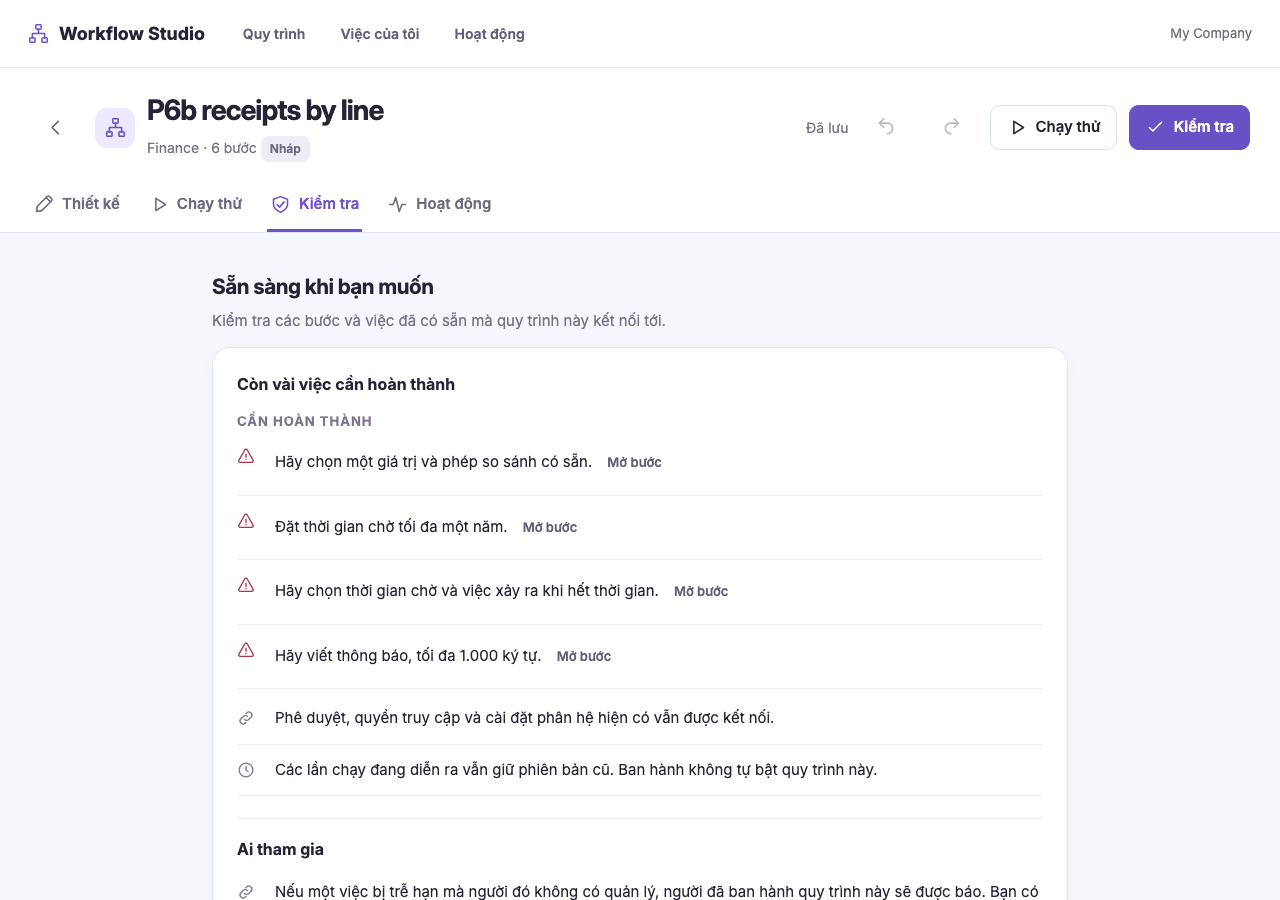 Workflow Studio
Quy trình
Việc của tôi
Hoạt động
My Company
P6b receipts by line
Finance · 6 bước
Nháp
Đã lưu
Chạy thử
Kiểm tra
Thiết kế
Chạy thử
Kiểm tra
Hoạt động
Sẵn sàng khi bạn muốn
Kiểm tra các bước và việc đã có sẵn mà quy trình này kết nối tới.
Còn vài việc cần hoàn thành
CẦN HOÀN THÀNH
Hãy chọn một giá trị và phép so sánh có sẵn. Mở bước
Đặt thời gian chờ tối đa một năm. Mở bước
Hãy chọn thời gian chờ và việc xảy ra khi hết thời gian. Mở bước
Hãy viết thông báo, tối đa 1.000 ký tự. Mở bước
Phê duyệt, quyền truy cập và cài đặt phân hệ hiện có vẫn được kết nối.
Các lần chạy đang diễn ra vẫn giữ phiên bản cũ. Ban hành không tự bật quy trình này.
Ai tham gia
Nếu một việc bị trễ hạn mà người đó không có quản lý, người đã ban hành quy trình này sẽ được báo. Bạn có